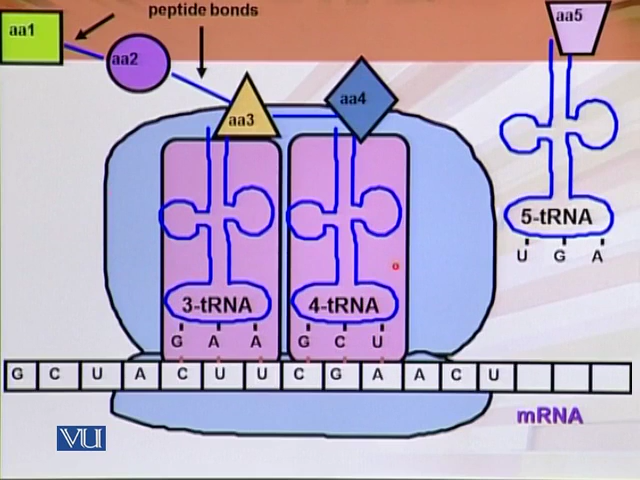 peptide bonds
aa1
aa2
aa3
aa4
aa5
3-tRNA
4-tRNA
5-tRNA
G A A
G C U
U G A
G C U A C U U C G A A C U
mRNA
VU